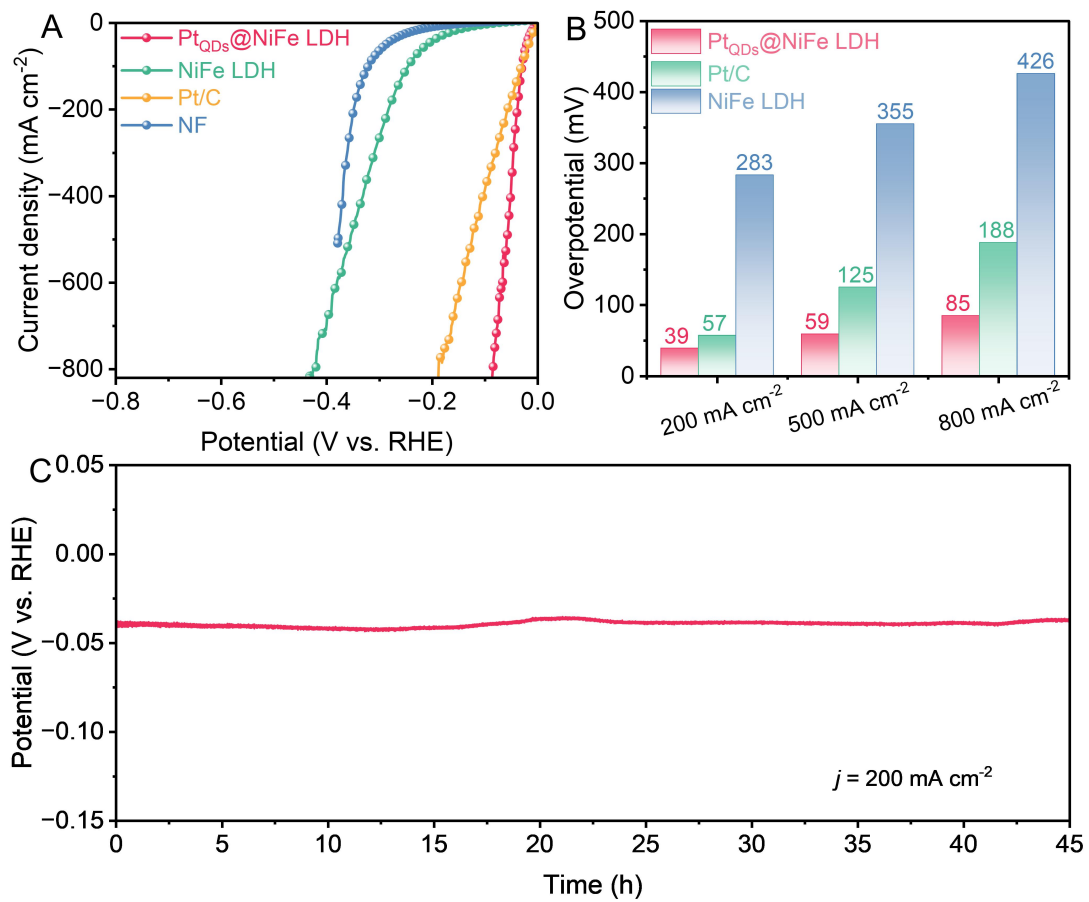 A
Pt_QDs@NiFe LDH
NiFe LDH
Pt/C
NF
0
−200
−400
−600
−800
Current density (mA cm⁻²)
−0.8
−0.6
−0.4
−0.2
0.0
Potential (V vs. RHE)
B
Pt_QDs@NiFe LDH
Pt/C
NiFe LDH
500
400
300
200
100
0
Overpotential (mV)
39
57
283
59
125
355
85
188
426
200 mA cm⁻²
500 mA cm⁻²
800 mA cm⁻²
C
0.05
0.00
−0.05
−0.10
−0.15
Potential (V vs. RHE)
j = 200 mA cm⁻²
0
5
10
15
20
25
30
35
40
45
Time (h)